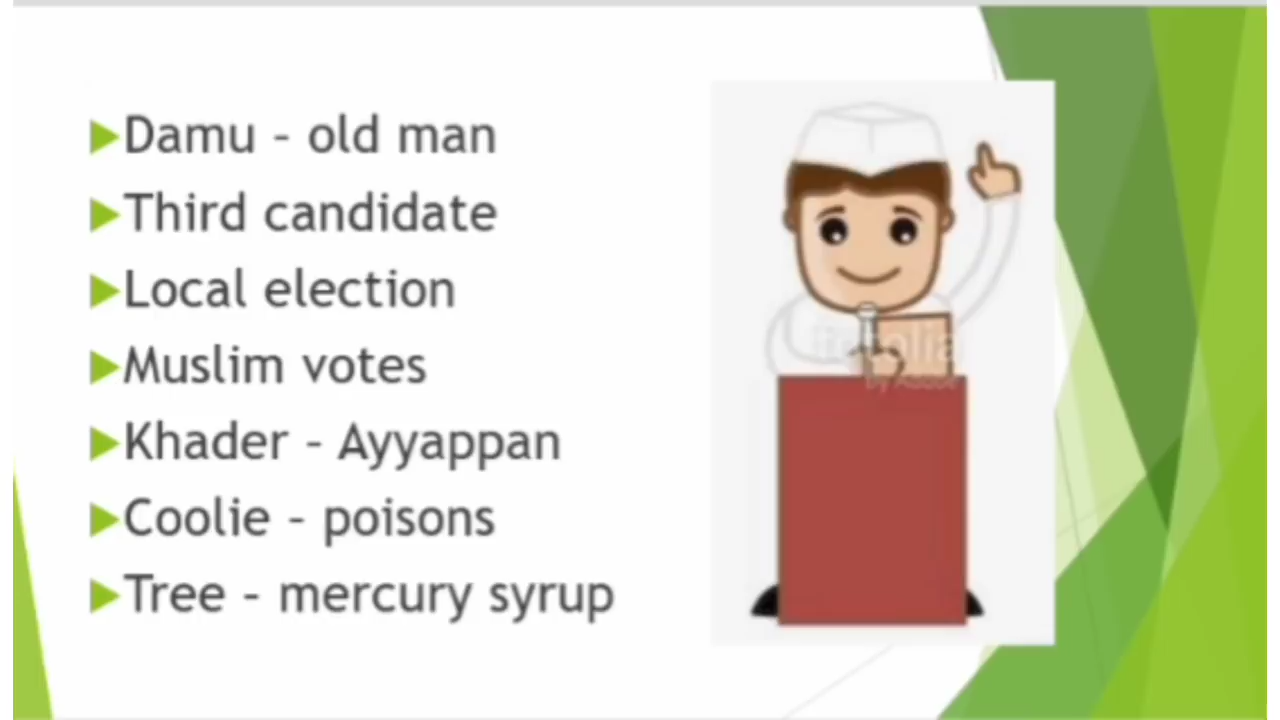 Damu – old man
Third candidate
Local election
Muslim votes
Khader – Ayyappan
Coolie – poisons
Tree – mercury syrup